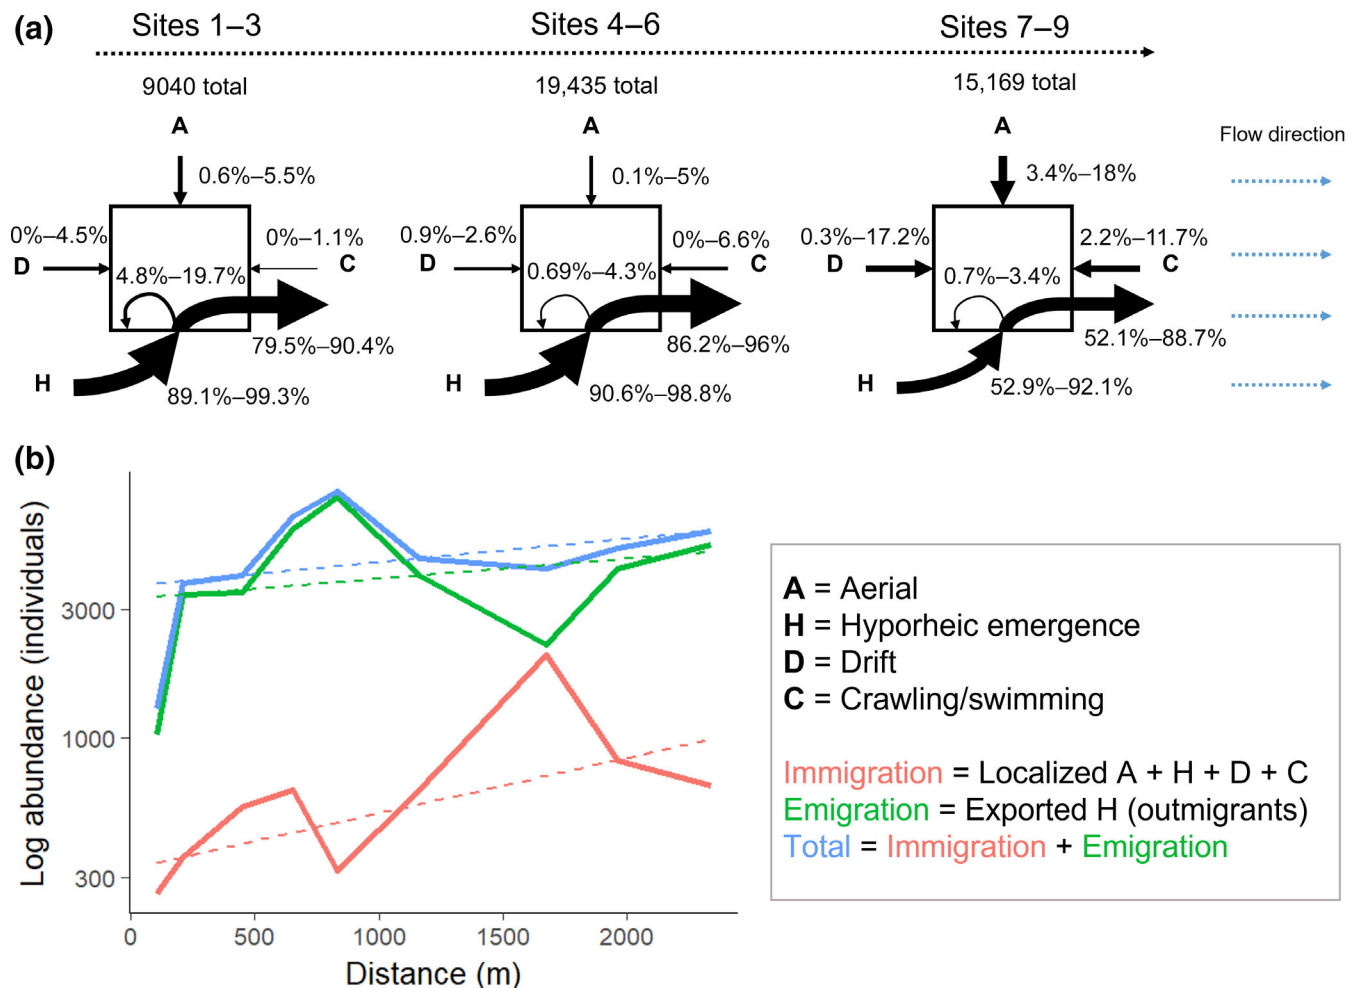 (a)
Sites 1–3
Sites 4–6
Sites 7–9
9040 total
19,435 total
15,169 total
A
A
A
Flow direction
0.6%–5.5%
0.1%–5%
3.4%–18%
0%–4.5%
0%–1.1%
0.9%–2.6%
0%–6.6%
0.3%–17.2%
2.2%–11.7%
D
4.8%–19.7%
C
D
0.69%–4.3%
C
D
0.7%–3.4%
C
79.5%–90.4%
86.2%–96%
52.1%–88.7%
H
89.1%–99.3%
H
90.6%–98.8%
H
52.9%–92.1%
(b)
Log abundance (individuals)
3000
1000
300
0
500
1000
1500
2000
Distance (m)
A = Aerial
H = Hyporheic emergence
D = Drift
C = Crawling/swimming
Immigration = Localized A + H + D + C
Emigration = Exported H (outmigrants)
Total = Immigration + Emigration